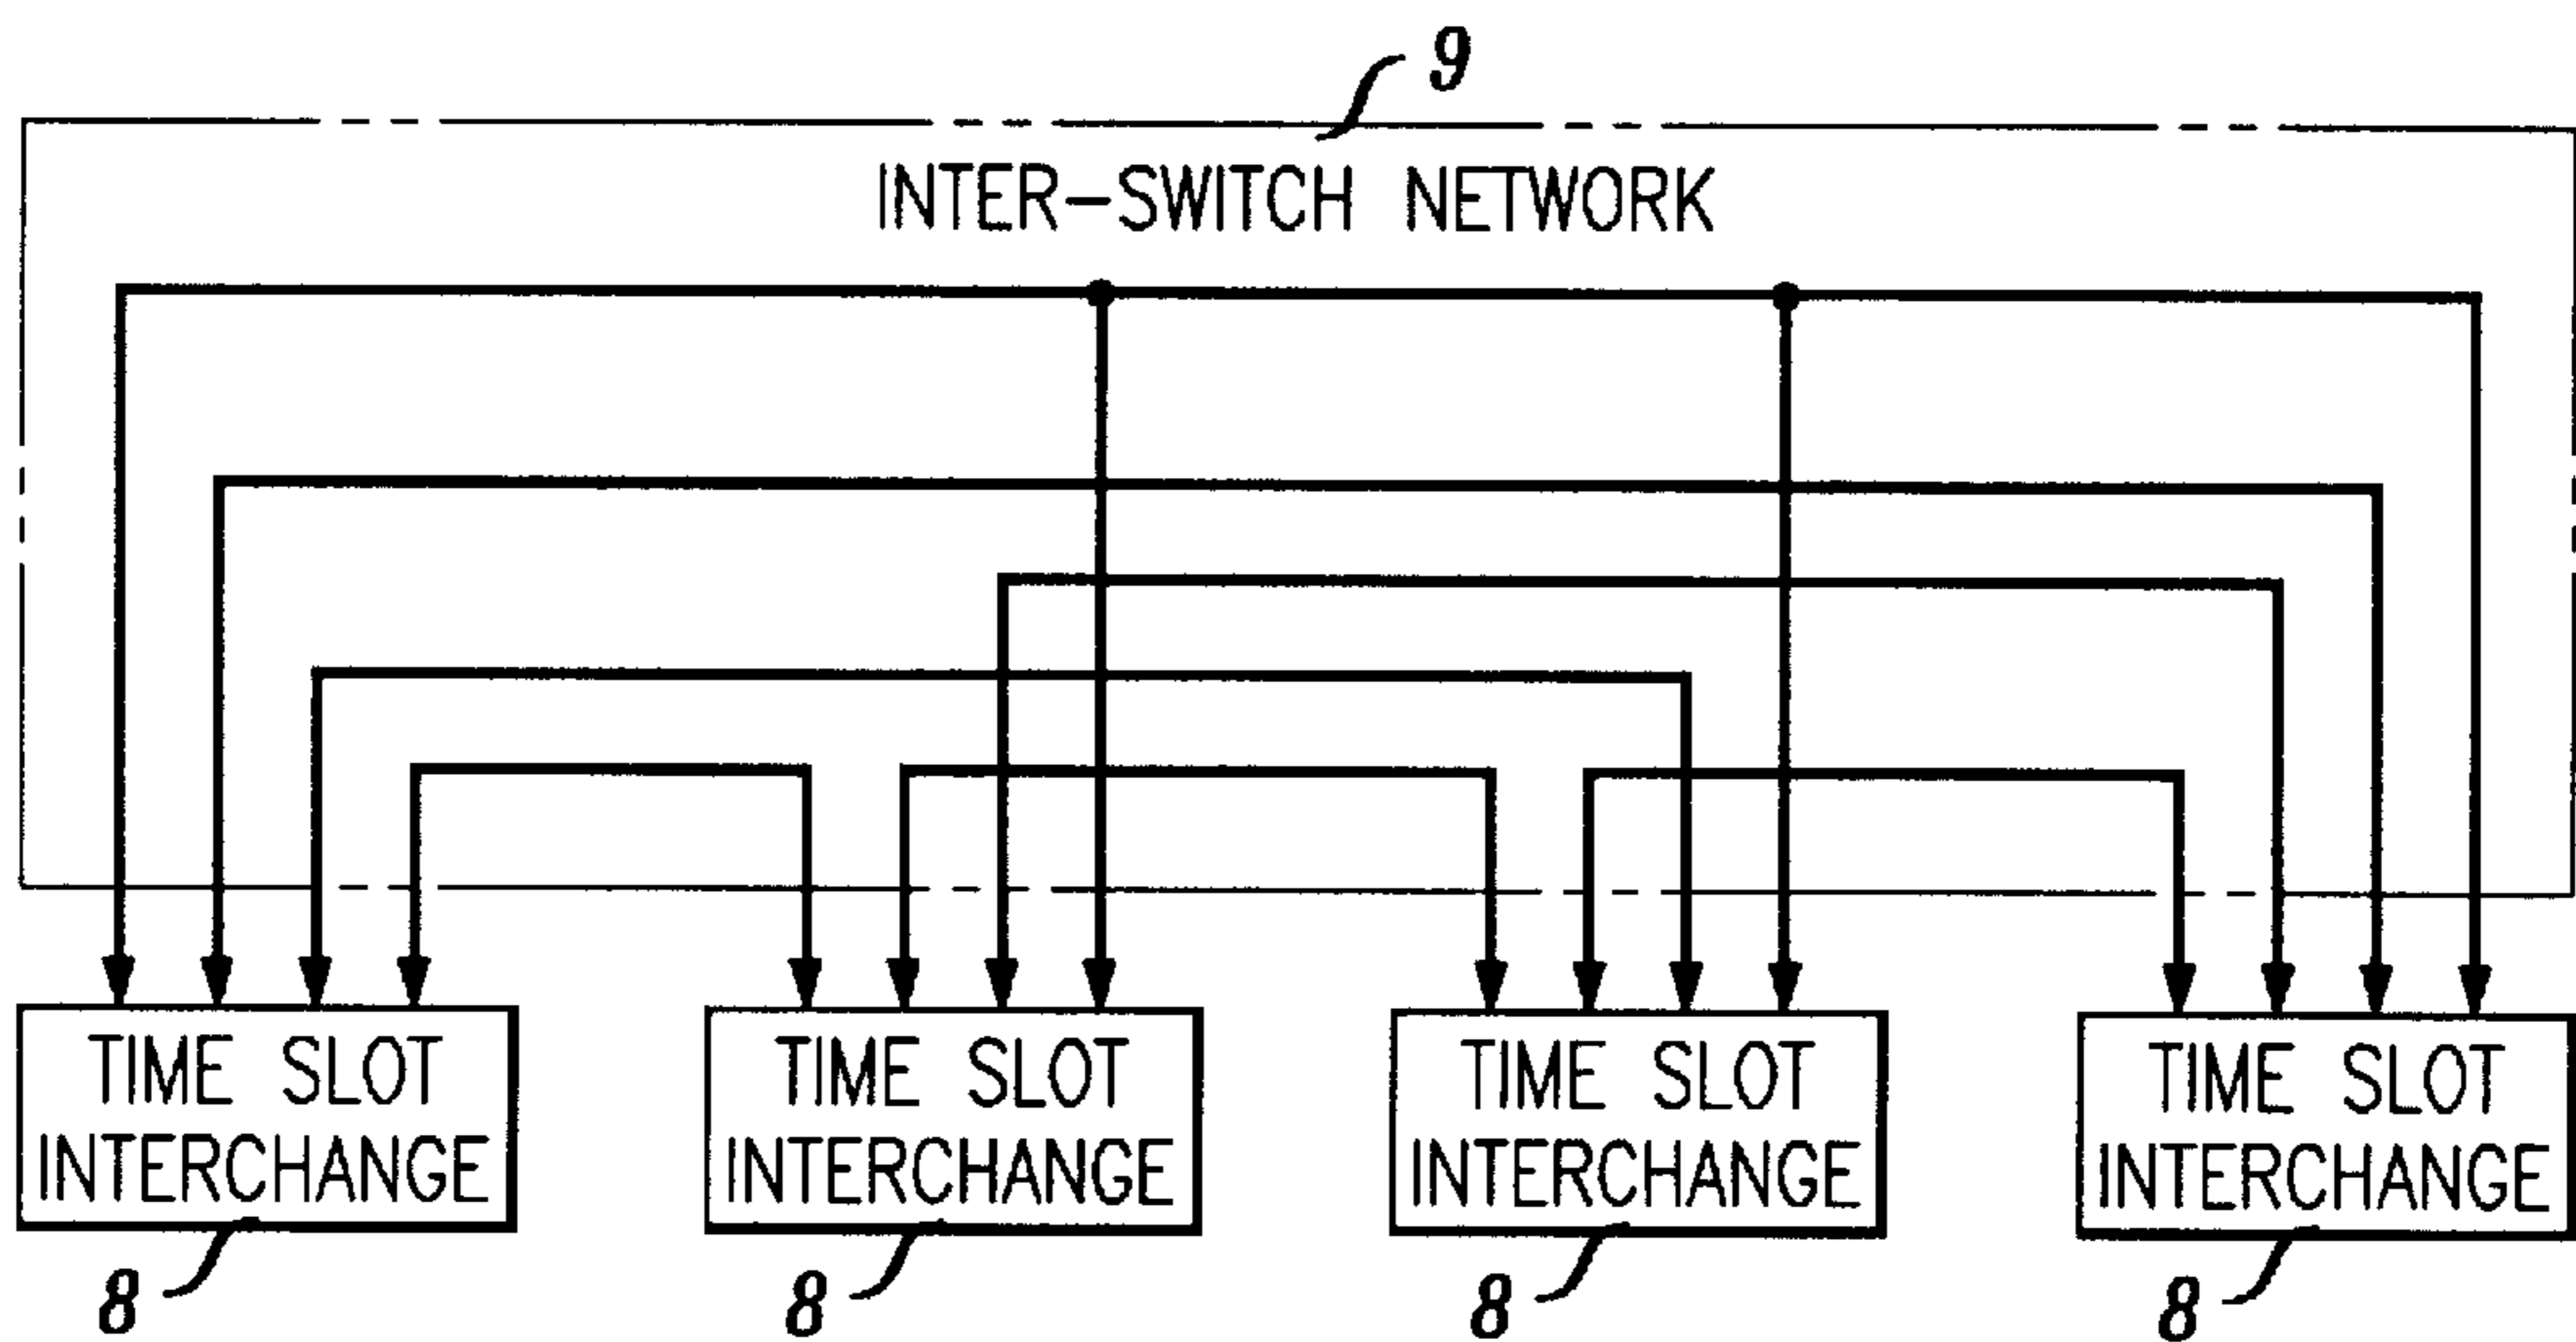 9
INTER-SWITCH NETWORK
TIME SLOT
INTERCHANGE
TIME SLOT
INTERCHANGE
TIME SLOT
INTERCHANGE
TIME SLOT
INTERCHANGE
8
8
8
8